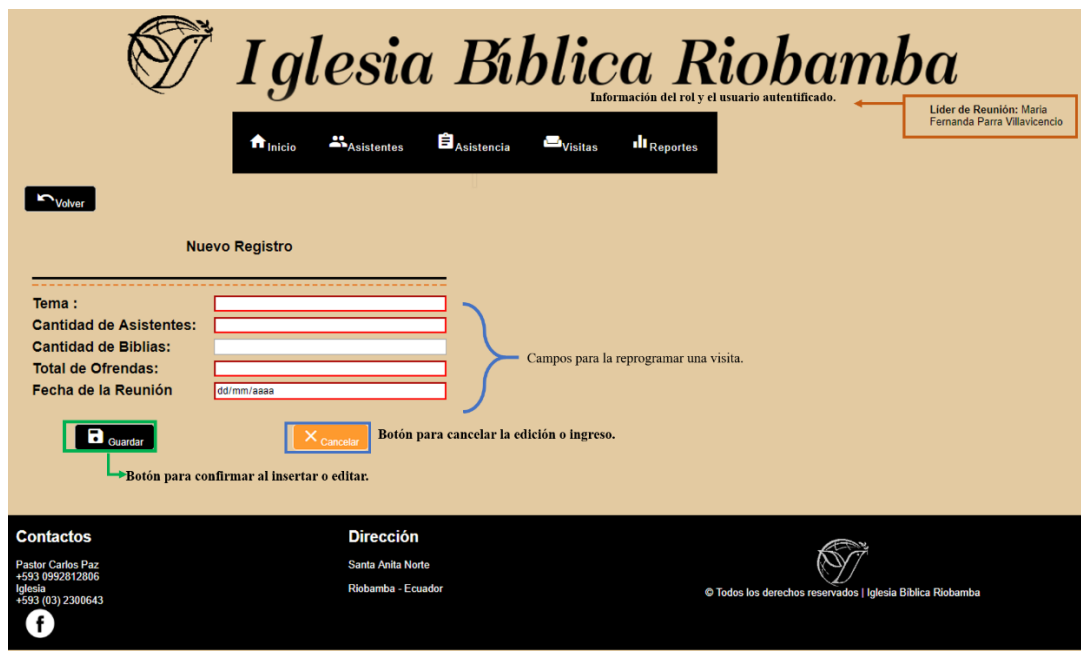 Iglesia Bíblica Riobamba
Información del rol y el usuario autentificado.
Líder de Reunión: Maria
Fernanda Parra Villavicencio
Inicio
Asistentes
Asistencia
Visitas
Reportes
Volver
Nuevo Registro
Tema :
Cantidad de Asistentes:
Cantidad de Biblias:
Total de Ofrendas:
Fecha de la Reunión
dd/mm/aaaa
Campos para la reprogramar una visita.
Guardar
Cancelar
Botón para cancelar la edición o ingreso.
Botón para confirmar al insertar o editar.
Contactos
Pastor Carlos Paz
+593 0992812806
Iglesia
+593 (03) 2300643
Dirección
Santa Anita Norte
Riobamba - Ecuador
© Todos los derechos reservados | Iglesia Bíblica Riobamba